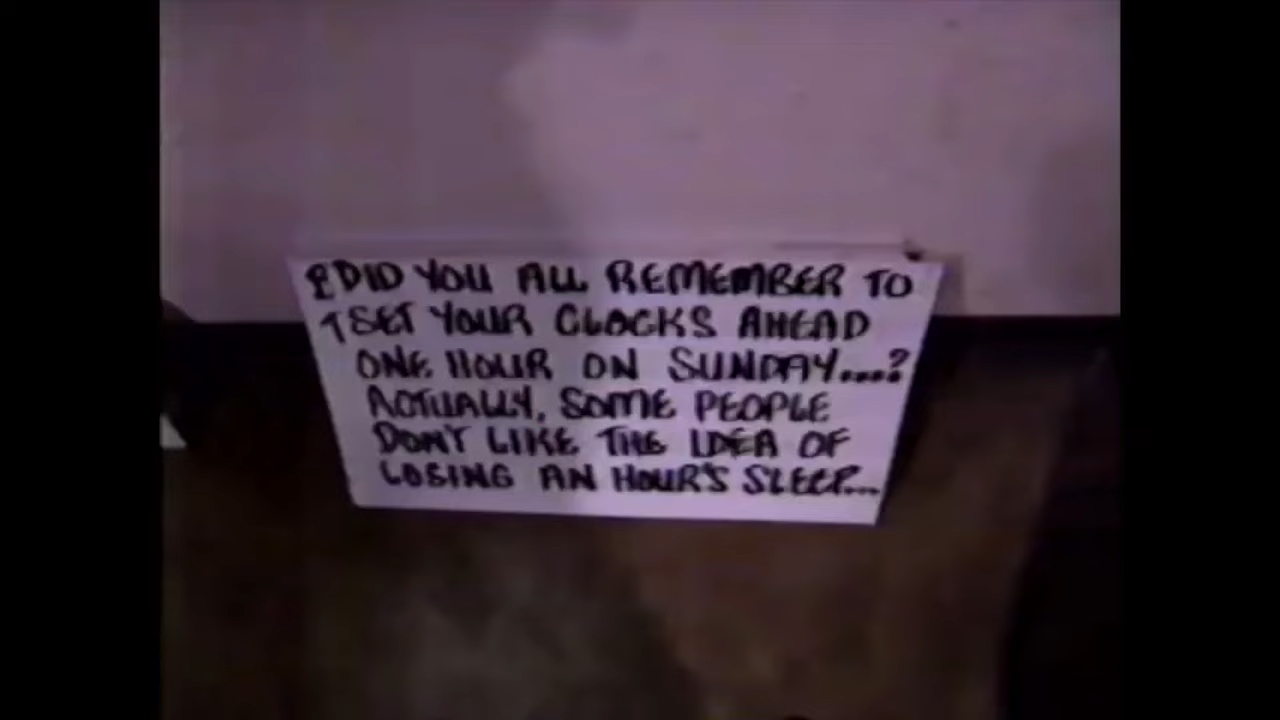 DID YOU ALL REMEMBER TO
SET YOUR CLOCKS AHEAD
ONE HOUR ON SUNDAY....?
ACTUALLY, SOME PEOPLE
DON'T LIKE THE IDEA OF
LOSING AN HOUR'S SLEEP...